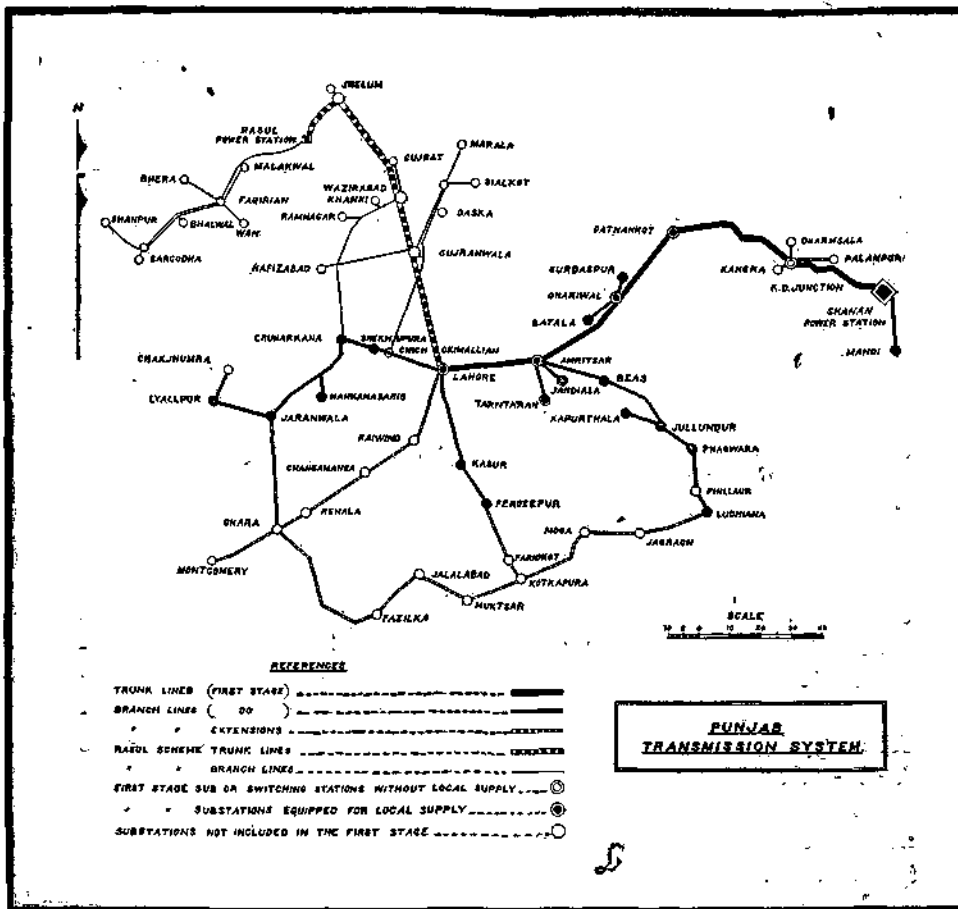 N
JHELUM
RASUL
POWER STATION
GUJRAT
MARALA
MALAKWAL
BHERA
WAZIRABAD
KHANKI
SIALKOT
RAMNAGAR
DASKA
SHAHPUR
BHALWAL
SARGODHA
GUJRANWALA
HAFIZABAD
PATHANKOT
DHARMSALA
KANGRA
PALAMPUR
K.D.JUNCTION
GURDASPUR
DHARIWAL
BATALA
SHANAN
POWER STATION
MANDI
CHUHARKANA
SHEIKHUPURA
LAHORE
AMRITSAR
CHAKJHUMRA
LYALLPUR
JARANWALA
TARNTARAN
JANDIALA
BEAS
KAPURTHALA
JULLUNDUR
PHAGWARA
PHILLAUR
LUDHIANA
RAIWIND
KASUR
FEROZEPUR
RENALA
OKARA
MONTGOMERY
MOGA
JAGRAON
FARIDKOT
KOTKAPURA
JALALABAD
MUKTSAR
FAZILKA
SCALE
REFERENCES
TRUNK LINES (FIRST STAGE)
BRANCH LINES ( DO )
" " EXTENSIONS
RASUL SCHEME TRUNK LINES
" " BRANCH LINES
FIRST STAGE SUB OR SWITCHING STATIONS WITHOUT LOCAL SUPPLY
" " SUBSTATIONS EQUIPPED FOR LOCAL SUPPLY
SUBSTATIONS NOT INCLUDED IN THE FIRST STAGE
PUNJAB
TRANSMISSION SYSTEM